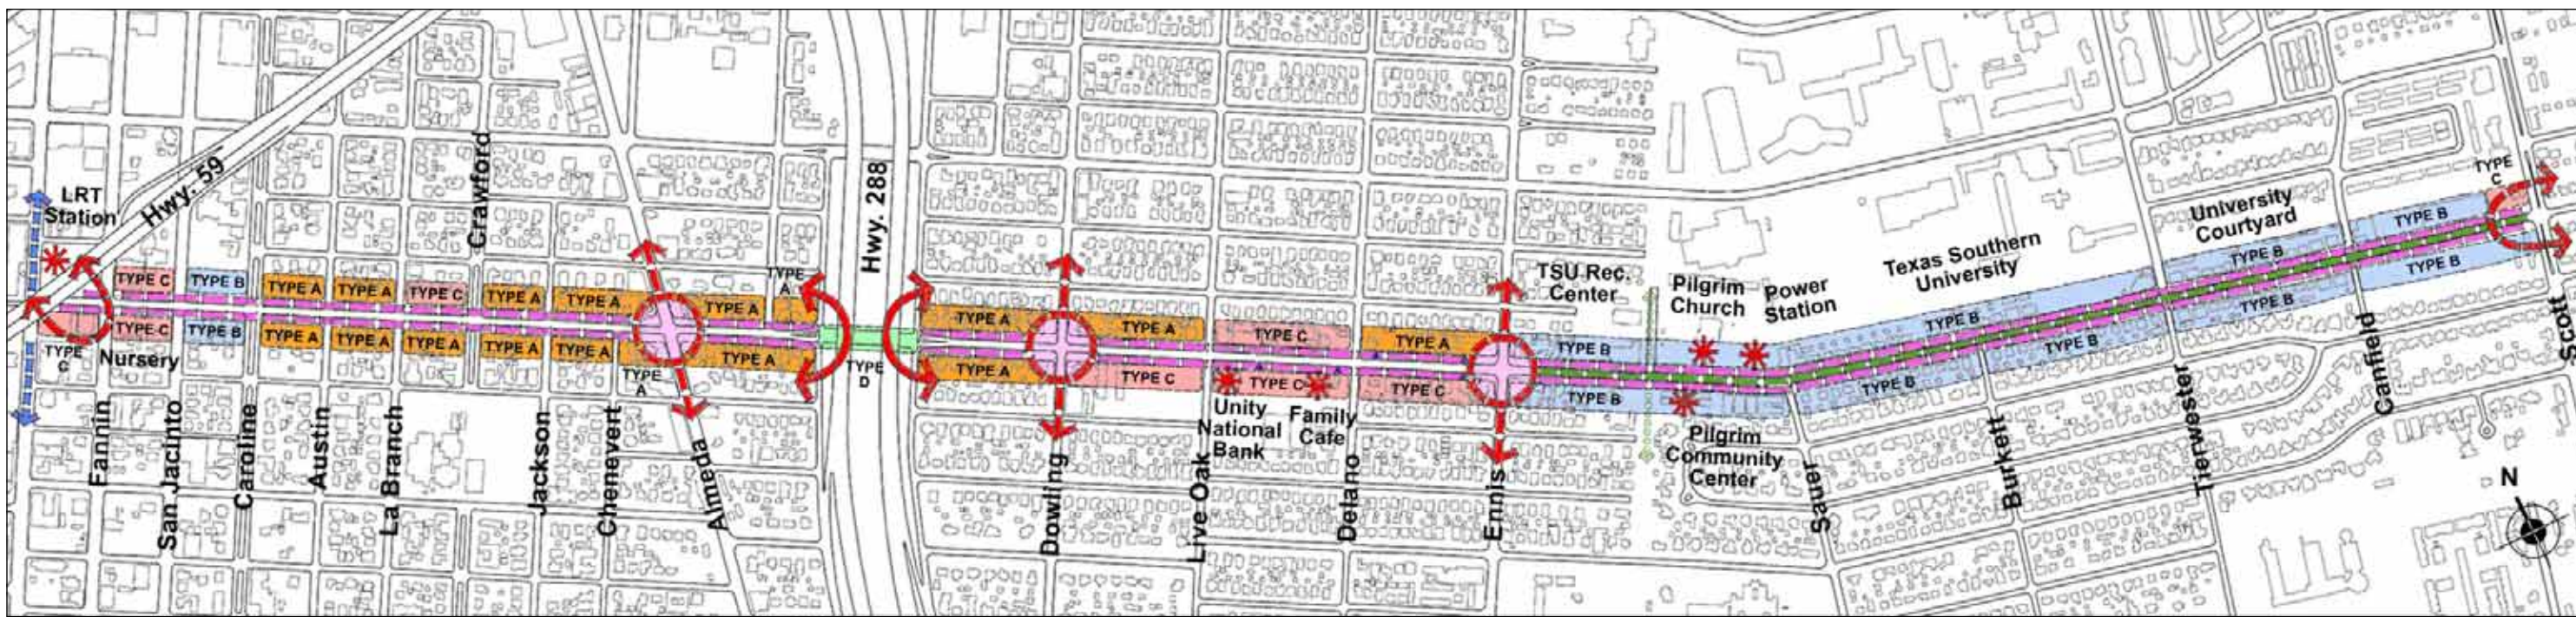 LRT
Station
Hwy. 59
Crawford
Hwy. 288
TYPE C
TYPE B
TYPE A
TYPE A
TYPE C
TYPE A
TYPE A
TYPE A
TYPE
A
TYPE
C
TYPE C
TYPE B
TYPE A
TYPE A
TYPE A
TYPE A
TYPE A
TYPE
A
TYPE A
TYPE
D
Nursery
TYPE A
TYPE A
TYPE C
TYPE A
TYPE A
TYPE C
TYPE C
TYPE C
Unity
National
Bank
Family
Cafe
TSU Rec.
Center
Pilgrim
Church
Power
Station
Texas Southern
University
University
Courtyard
TYPE B
TYPE B
TYPE B
TYPE B
TYPE
C
TYPE B
TYPE B
TYPE B
TYPE B
TYPE B
Pilgrim
Community
Center
Fannin
San Jacinto
Caroline
Austin
La Branch
Jackson
Chenevert
Almeda
Dowling
Live Oak
Delano
Ennis
Sauer
Burkett
Tierwester
Canfield
Scott
N